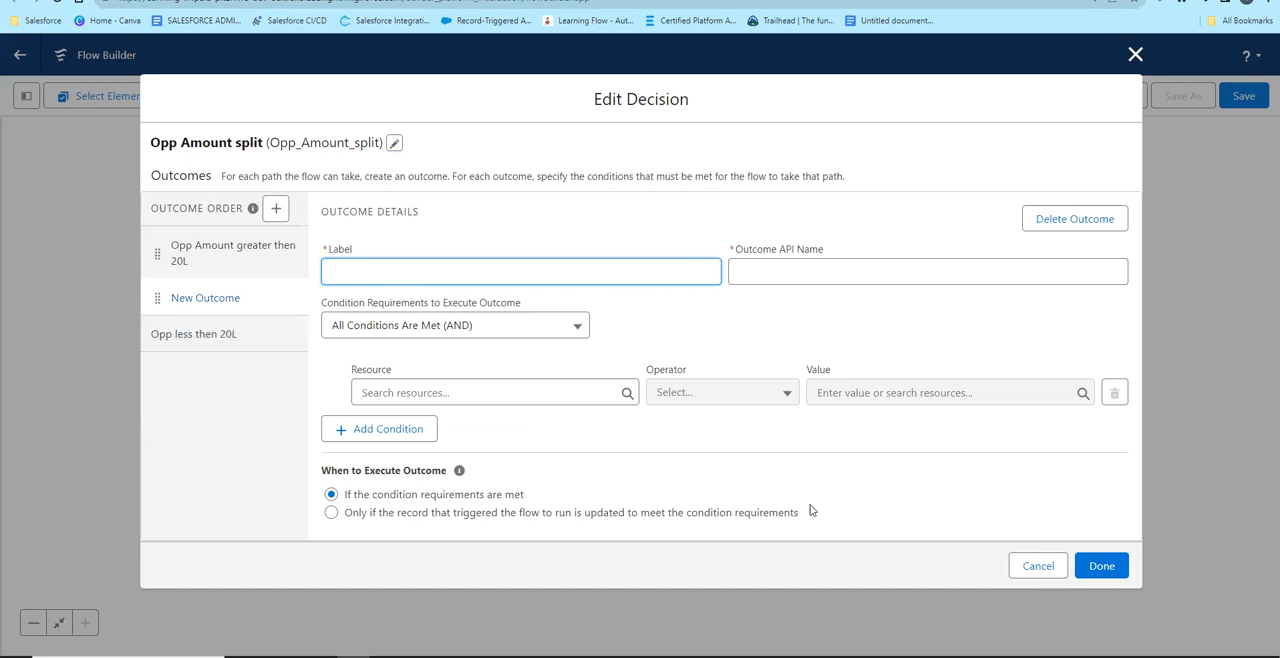 Salesforce
Home - Canva
SALESFORCE ADMI...
Salesforce CI/CD
Salesforce Integrati...
Record-Triggered A...
Learning Flow - Aut...
Certified Platform A...
Trailhead | The fun...
Untitled document...
All Bookmarks
Flow Builder
?
Select Elemen
Save As
Save
Edit Decision
Opp Amount split (Opp_Amount_split)
Outcomes For each path the flow can take, create an outcome. For each outcome, specify the conditions that must be met for the flow to take that path.
OUTCOME ORDER
Opp Amount greater then
20L
New Outcome
Opp less then 20L
OUTCOME DETAILS
Delete Outcome
*Label
*Outcome API Name
Condition Requirements to Execute Outcome
All Conditions Are Met (AND)
Resource
Operator
Value
Search resources...
Select...
Enter value or search resources...
+ Add Condition
When to Execute Outcome
If the condition requirements are met
Only if the record that triggered the flow to run is updated to meet the condition requirements
Cancel
Done